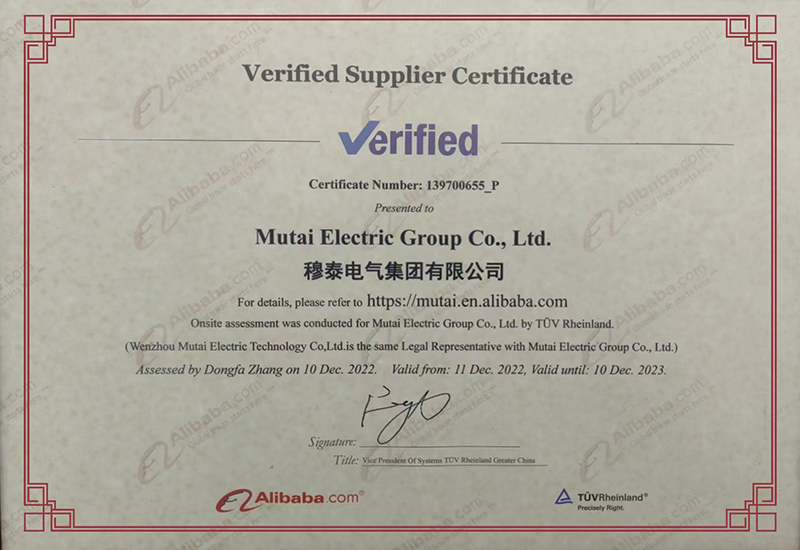 Verified Supplier Certificate
Verified
Certificate Number: 139700655_P
Presented to
Mutai Electric Group Co., Ltd.
穆泰电气集团有限公司
For details, please refer to https://mutai.en.alibaba.com
Onsite assessment was conducted for Mutai Electric Group Co., Ltd. by TÜV Rheinland.
(Wenzhou Mutai Electric Technology Co,Ltd.is the same Legal Representative with Mutai Electric Group Co., Ltd.)
Assessed by Dongfa Zhang on 10 Dec. 2022. Valid from: 11 Dec. 2022, Valid until: 10 Dec. 2023.
Signature:
Title: Vice President Of Systems TÜV Rheinland Greater China
Alibaba.com®
TÜVRheinland®
Precisely Right.